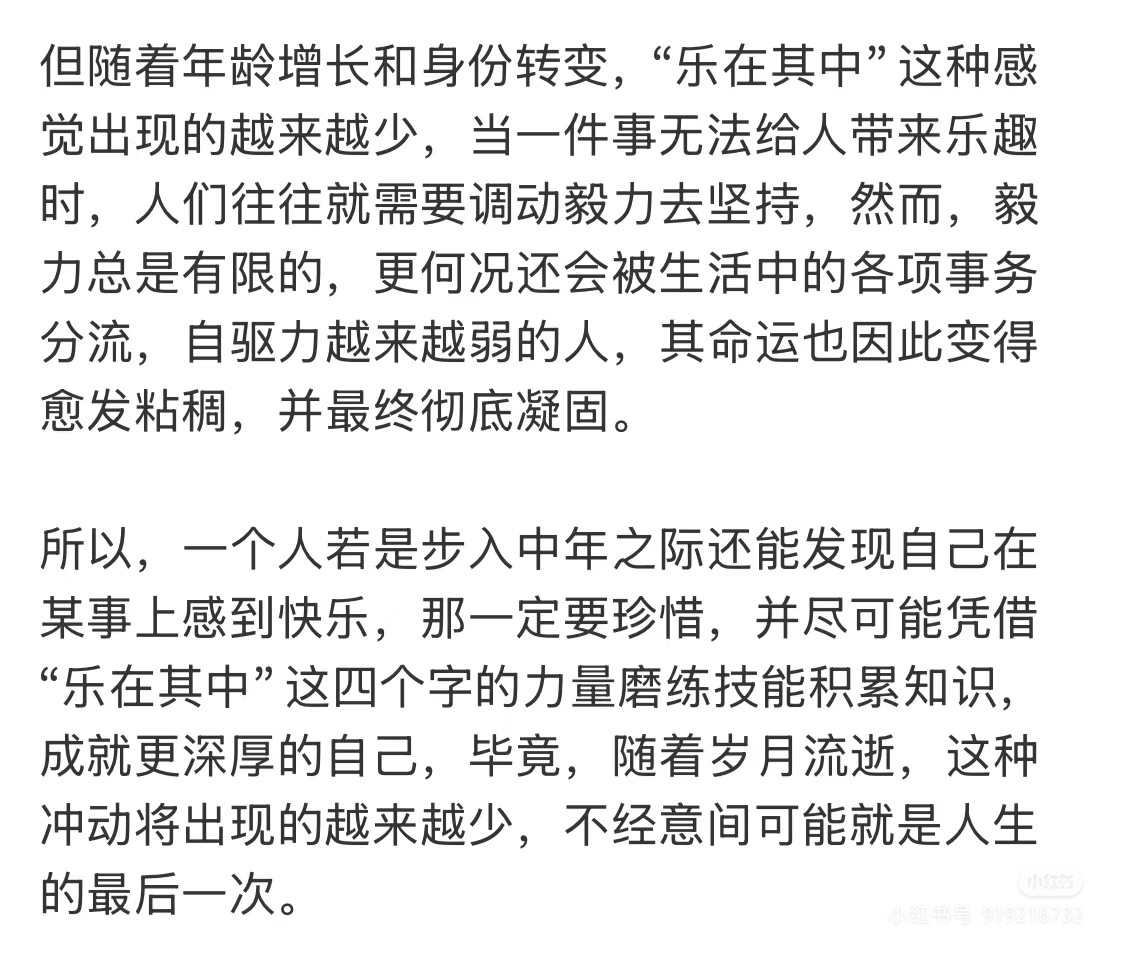 但随着年龄增长和身份转变，“乐在其中”这种感
觉出现的越来越少，当一件事无法给人带来乐趣
时，人们往往就需要调动毅力去坚持，然而，毅
力总是有限的，更何况还会被生活中的各项事务
分流，自驱力越来越弱的人，其命运也因此变得
愈发粘稠，并最终彻底凝固。
所以，一个人若是步入中年之际还能发现自己在
某事上感到快乐，那一定要珍惜，并尽可能凭借
“乐在其中”这四个字的力量磨练技能积累知识，
成就更深厚的自己，毕竟，随着岁月流逝，这种
冲动将出现的越来越少，不经意间可能就是人生
的最后一次。
小红书
小红书号: 919216732